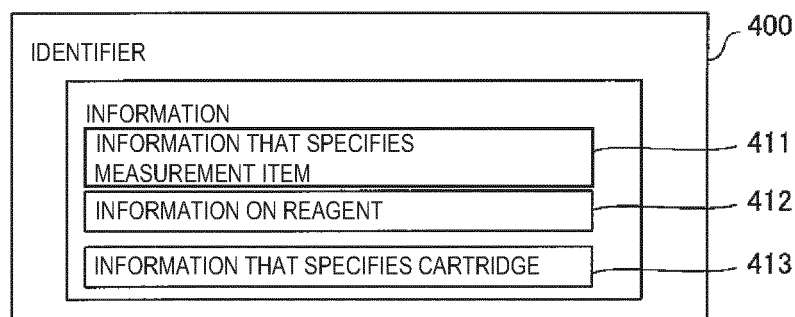 400
IDENTIFIER
INFORMATION
INFORMATION THAT SPECIFIES
MEASUREMENT ITEM
411
INFORMATION ON REAGENT
412
INFORMATION THAT SPECIFIES CARTRIDGE
413